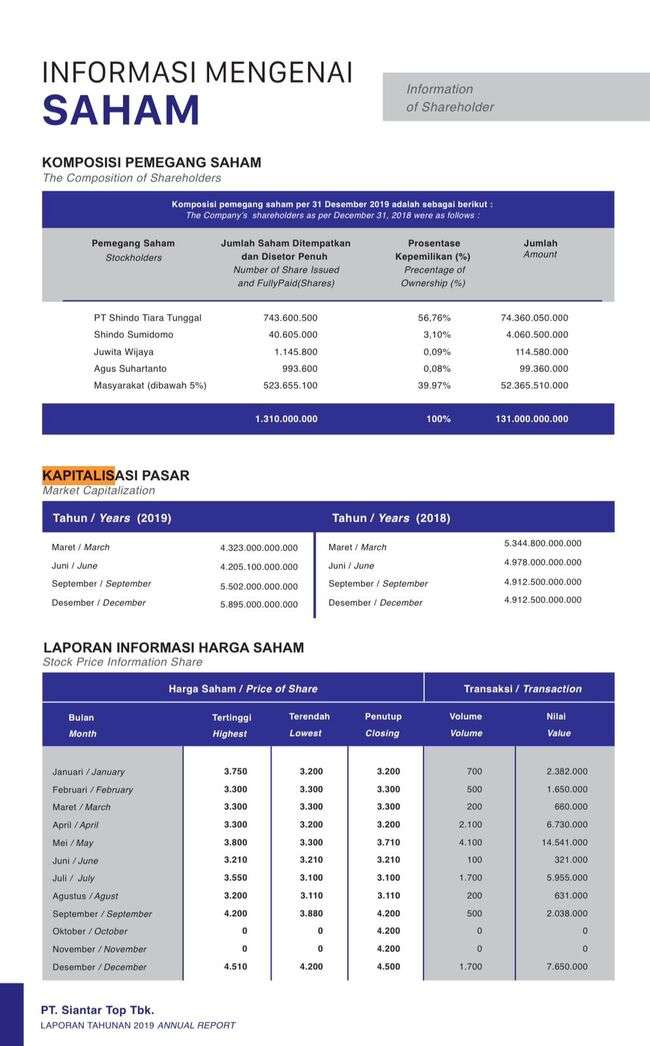 INFORMASI MENGENAI
SAHAM
Information
of Shareholder
KOMPOSISI PEMEGANG SAHAM
The Composition of Shareholders
Komposisi pemegang saham per 31 Desember 2019 adalah sebagai berikut :
The Company's shareholders as per December 31, 2018 were as follows :
Pemegang Saham Jumlah Saham Ditempatkan Prosentase Jumlah
Stockholders dan Disetor Penuh Kepemilikan (%) Amount
Number of Share Issued Precentage of
and FullyPaid(Shares) Ownership (%)
PT Shindo Tiara Tunggal 743.600.500 56,76% 74.360.050.000
Shindo Sumidomo 40.605.000 3,10% 4.060.500.000
Juwita Wijaya 1.145.800 0,09% 114.580.000
Agus Suhartanto 993.600 0,08% 99.360.000
Masyarakat (dibawah 5%) 523.655.100 39.97% 52.365.510.000
1.310.000.000 100% 131.000.000.000
KAPITALISASI PASAR
Market Capitalization
Tahun / Years (2019) Tahun / Years (2018)
Maret / March 4.323.000.000.000 Maret / March 5.344.800.000.000
Juni / June 4.205.100.000.000 Juni / June 4.978.000.000.000
September / September 5.502.000.000.000 September / September 4.912.500.000.000
Desember / December 5.895.000.000.000 Desember / December 4.912.500.000.000
LAPORAN INFORMASI HARGA SAHAM
Stock Price Information Share
Harga Saham / Price of Share Transaksi / Transaction
Bulan Tertinggi Terendah Penutup Volume Nilai
Month Highest Lowest Closing Volume Value
Januari / January 3.750 3.200 3.200 700 2.382.000
Februari / February 3.300 3.300 3.300 500 1.650.000
Maret / March 3.300 3.300 3.300 200 660.000
April / April 3.300 3.200 3.200 2.100 6.730.000
Mei / May 3.800 3.300 3.710 4.100 14.541.000
Juni / June 3.210 3.210 3.210 100 321.000
Juli / July 3.550 3.100 3.100 1.700 5.955.000
Agustus / Agust 3.200 3.110 3.110 200 631.000
September / September 4.200 3.880 4.200 500 2.038.000
Oktober / October 0 0 4.200 0 0
November / November 0 0 4.200 0 0
Desember / December 4.510 4.200 4.500 1.700 7.650.000
PT. Siantar Top Tbk.
LAPORAN TAHUNAN 2019 ANNUAL REPORT